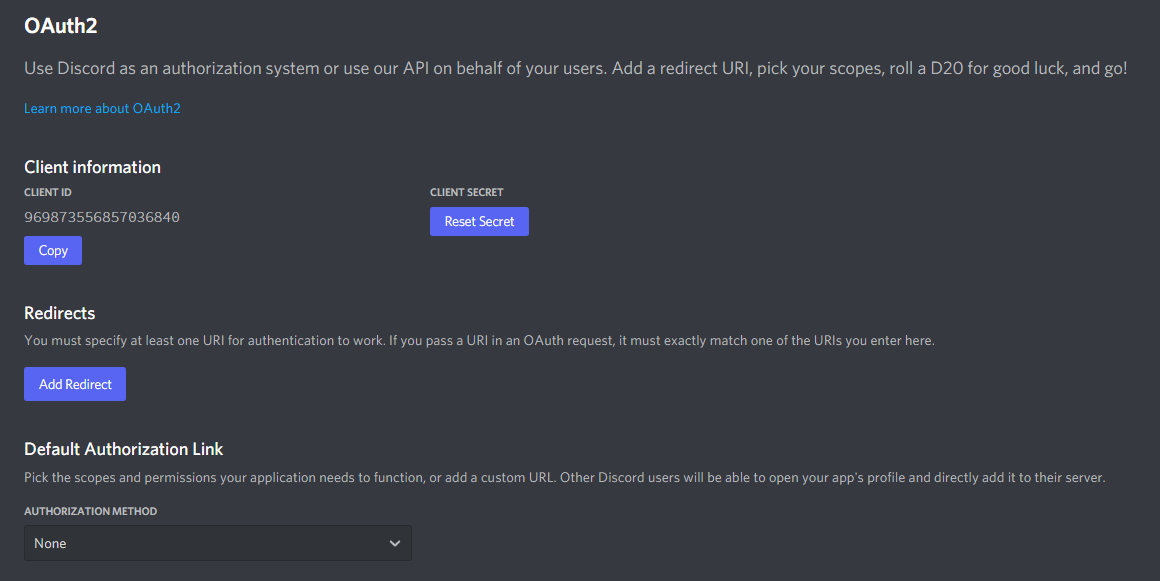 OAuth2
Use Discord as an authorization system or use our API on behalf of your users. Add a redirect URI, pick your scopes, roll a D20 for good luck, and go!
Learn more about OAuth2
Client information
CLIENT ID
CLIENT SECRET
969873556857036840
Reset Secret
Copy
Redirects
You must specify at least one URI for authentication to work. If you pass a URI in an OAuth request, it must exactly match one of the URIs you enter here.
Add Redirect
Default Authorization Link
Pick the scopes and permissions your application needs to function, or add a custom URL. Other Discord users will be able to open your app's profile and directly add it to their server.
AUTHORIZATION METHOD
None